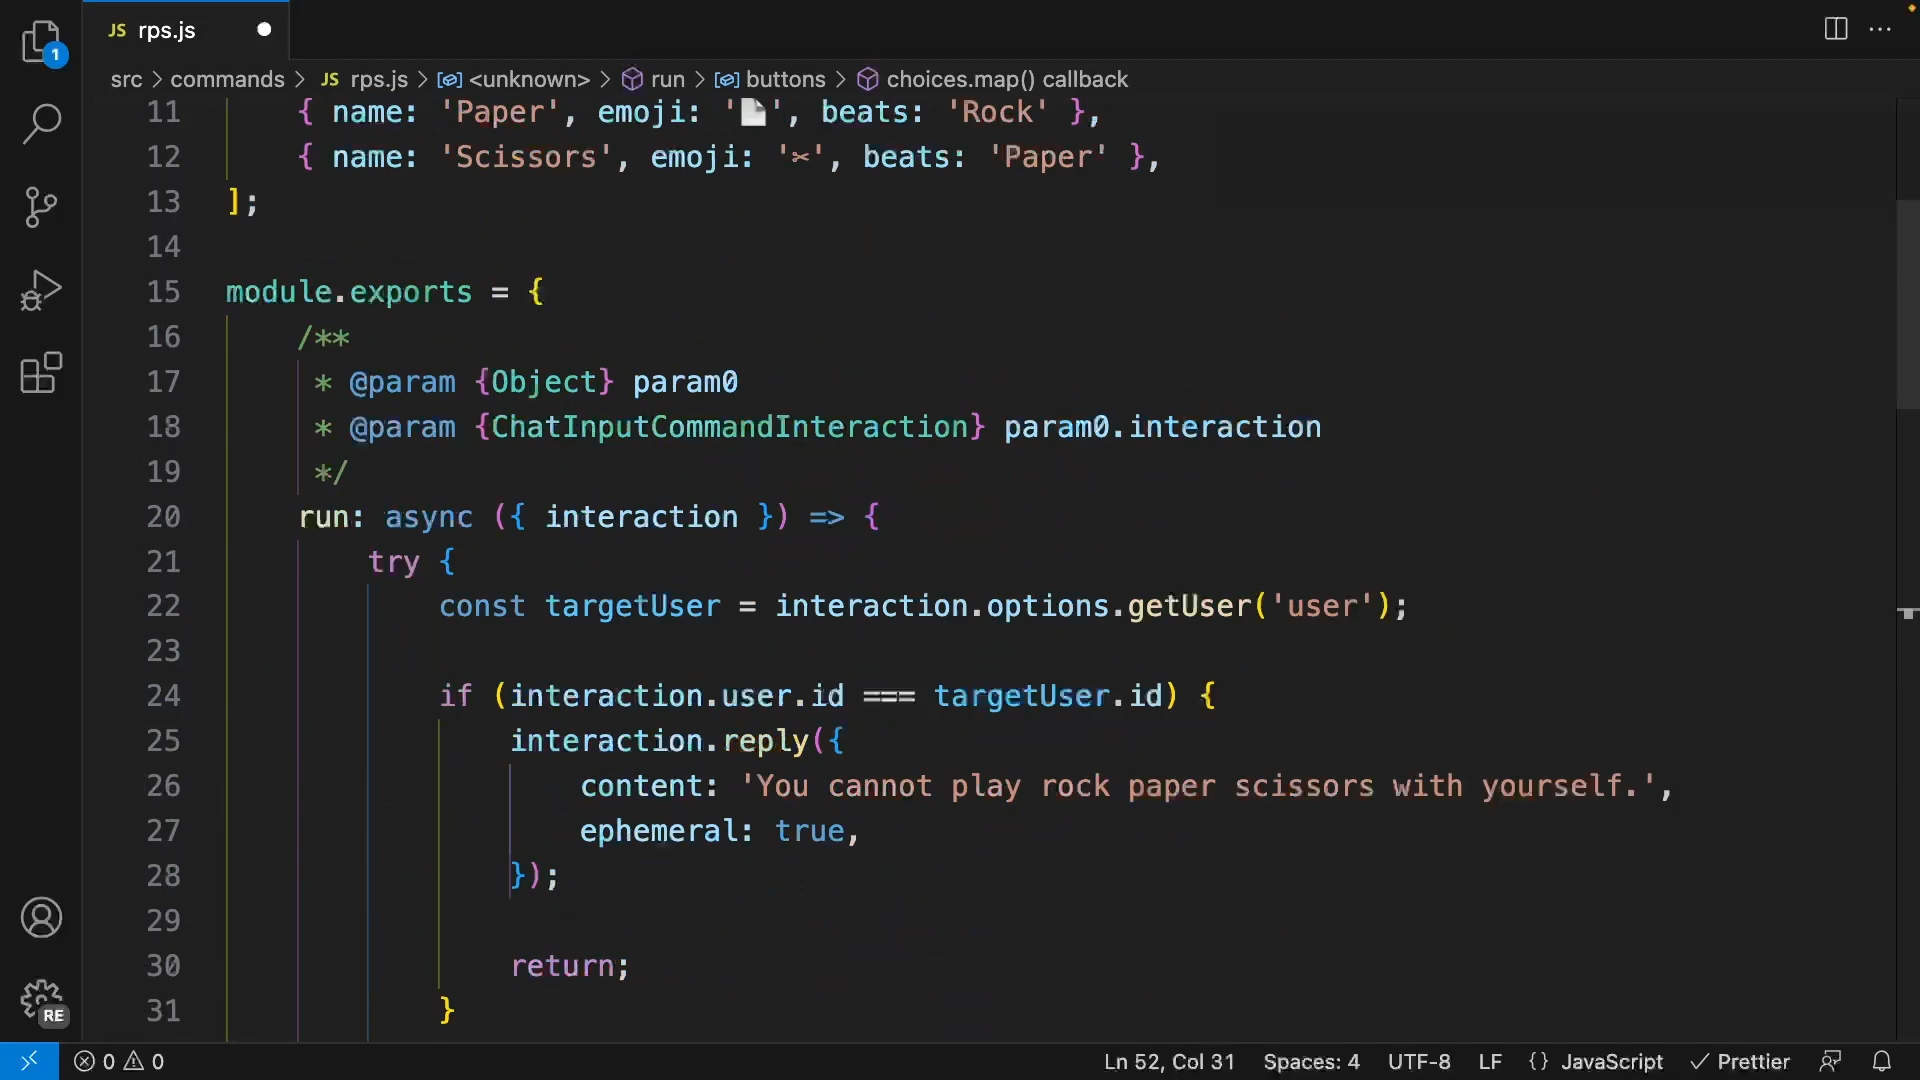 JS rps.js
1
src > commands > JS rps.js > <unknown> > run > buttons > choices.map() callback
11 { name: 'Paper', emoji: '📄', beats: 'Rock' },
12 { name: 'Scissors', emoji: '✂', beats: 'Paper' },
13 ];
14
15 module.exports = {
16 /**
17 * @param {Object} param0
18 * @param {ChatInputCommandInteraction} param0.interaction
19 */
20 run: async ({ interaction }) => {
21 try {
22 const targetUser = interaction.options.getUser('user');
23
24 if (interaction.user.id === targetUser.id) {
25 interaction.reply({
26 content: 'You cannot play rock paper scissors with yourself.',
27 ephemeral: true,
28 });
29
30 return;
31 }
RE
0 0 Ln 52, Col 31 Spaces: 4 UTF-8 LF {} JavaScript Prettier